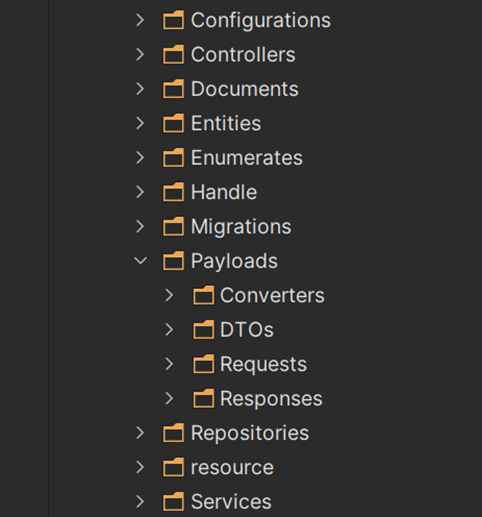 Configurations
Controllers
Documents
Entities
Enumerates
Handle
Migrations
Payloads
Converters
DTOs
Requests
Responses
Repositories
resource
Services